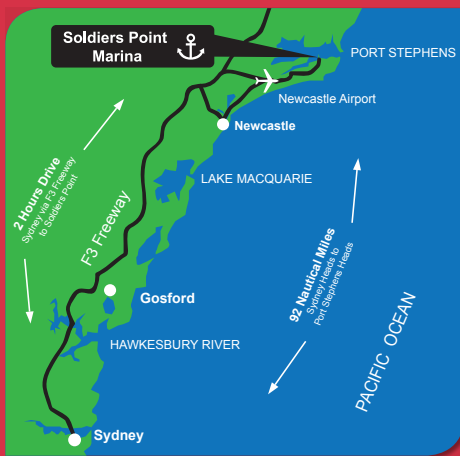 Soldiers Point
Marina
PORT STEPHENS
Newcastle Airport
Newcastle
LAKE MACQUARIE
2 Hours Drive
Sydney via F3 Freeway
to Soldiers Point
F3 Freeway
92 Nautical Miles
Sydney Heads to
Port Stephens Heads
Gosford
HAWKESBURY RIVER
PACIFIC OCEAN
Sydney